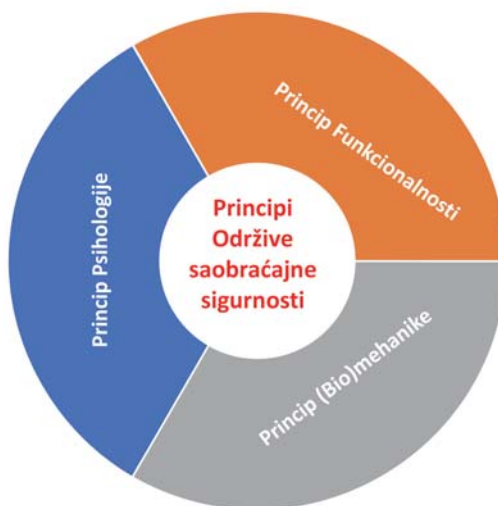 Princip Funkcionalnosti
Princip Psihologije
Principi
Održive
saobraćajne
sigurnosti
Princip (Bio)mehanike